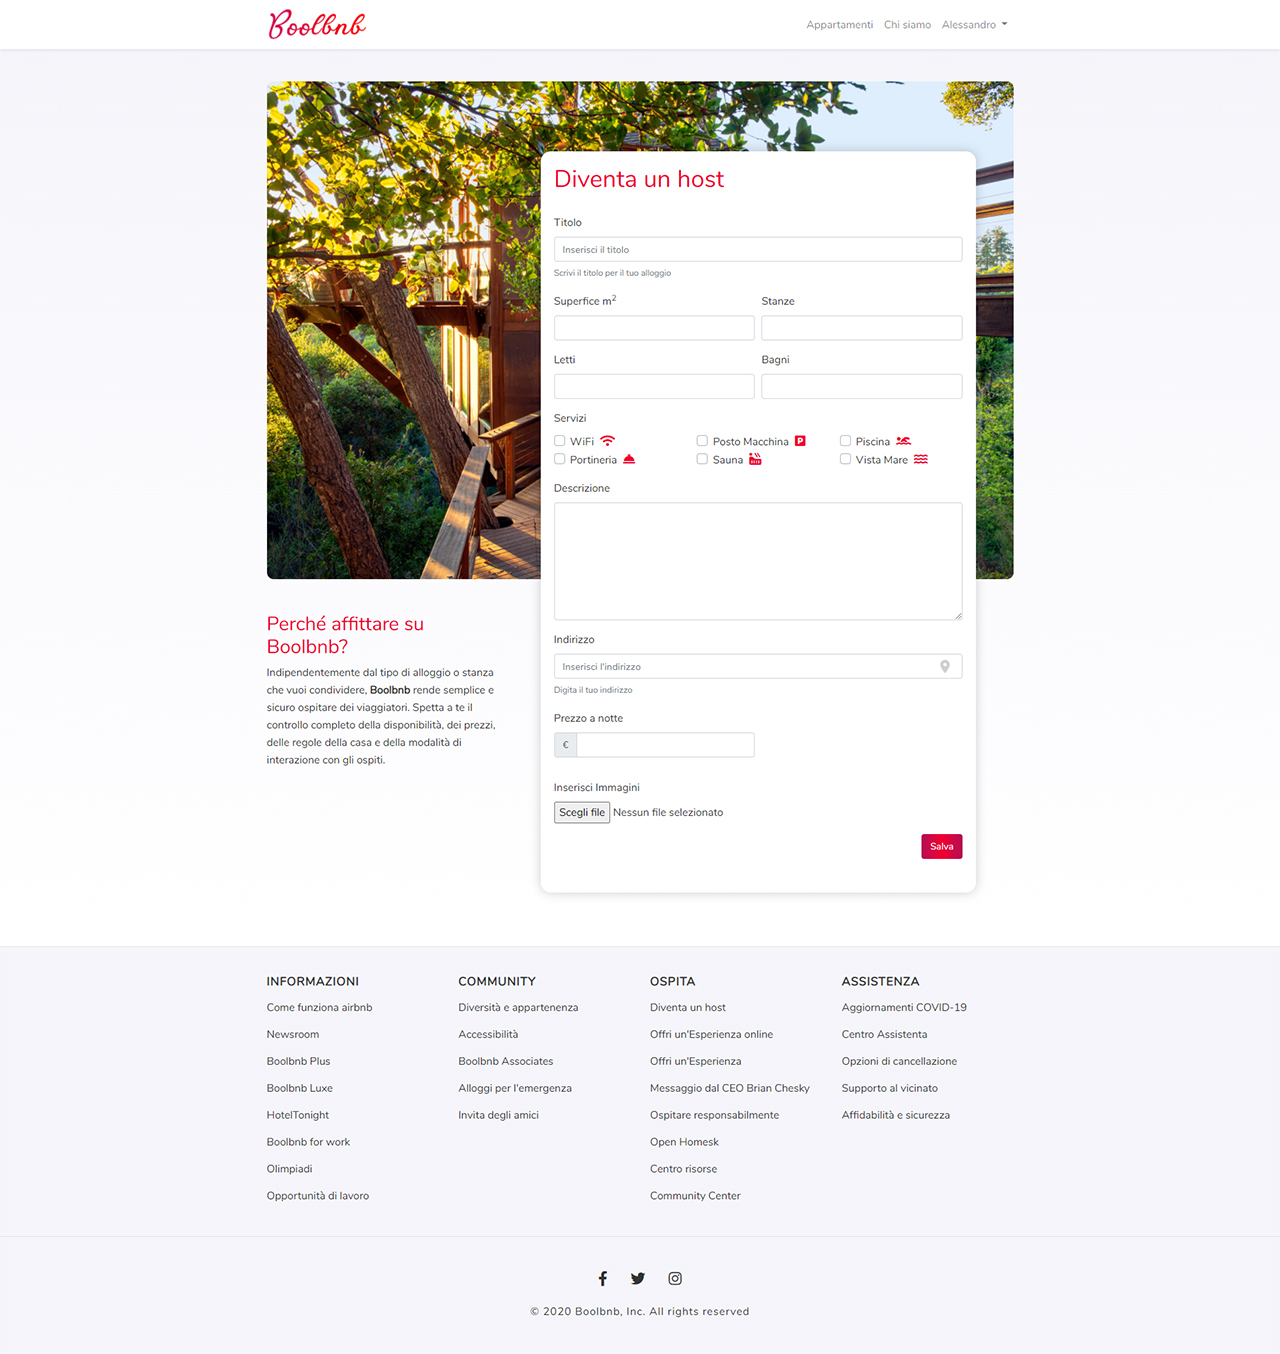 Boolbnb
Appartamenti Chi siamo Alessandro
Diventa un host
Titolo
Inserisci il titolo
Scrivi il titolo per il tuo alloggio
Superfice m² Stanze
Letti Bagni
Servizi
WiFi Posto Macchina Piscina
Portineria Sauna Vista Mare
Descrizione
Indirizzo
Inserisci l'indirizzo
Digita il tuo indirizzo
Prezzo a notte
€
Inserisci Immagini
Scegli file Nessun file selezionato
Salva
Perché affittare su
Boolbnb?
Indipendentemente dal tipo di alloggio o stanza
che vuoi condividere, Boolbnb rende semplice e
sicuro ospitare dei viaggiatori. Spetta a te il
controllo completo della disponibilità, dei prezzi,
delle regole della casa e della modalità di
interazione con gli ospiti.
INFORMAZIONI
Come funziona airbnb
Newsroom
Boolbnb Plus
Boolbnb Luxe
HotelTonight
Boolbnb for work
Olimpiadi
Opportunità di lavoro
COMMUNITY
Diversità e appartenenza
Accessibilità
Boolbnb Associates
Alloggi per l'emergenza
Invita degli amici
OSPITA
Diventa un host
Offri un'Esperienza online
Offri un'Esperienza
Messaggio dal CEO Brian Chesky
Ospitare responsabilmente
Open Homesk
Centro risorse
Community Center
ASSISTENZA
Aggiornamenti COVID-19
Centro Assistenta
Opzioni di cancellazione
Supporto al vicinato
Affidabilità e sicurezza
© 2020 Boolbnb, Inc. All rights reserved